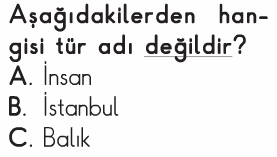 Aşağıdakilerden han-
gisi tür adı değildir?
A. İnsan
B. İstanbul
C. Balık